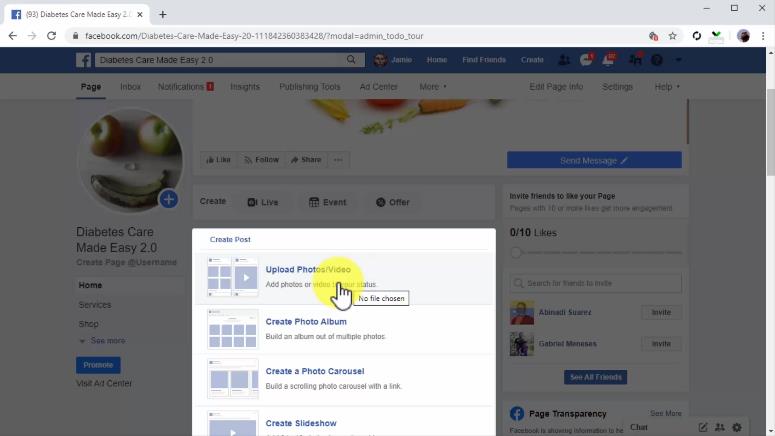 (93) Diabetes Care Made Easy 2.0
facebook.com/Diabetes-Care-Made-Easy-20-111842360383428/?modal=admin_todo_tour
Diabetes Care Made Easy 2.0
Jamie Home Find Friends Create
Page Inbox Notifications 1 Insights Publishing Tools Ad Center More Edit Page Info Settings Help
Like Follow Share
Send Message
Create Live Event Offer
Diabetes Care
Made Easy 2.0
Create Page @Username
Home
Services
Shop
See more
Promote
Visit Ad Center
Create Post
Upload Photos/Video
Add photos or video to your status.
No file chosen
Create Photo Album
Build an album out of multiple photos.
Create a Photo Carousel
Build a scrolling photo carousel with a link.
Create Slideshow
Invite friends to like your Page
Pages with 10 or more likes get more engagement.
0/10 Likes
Search for friends to invite
Abinadi Suarez Invite
Gabriel Meneses Invite
See All Friends
Page Transparency See More
Facebook is showing information to
Chat